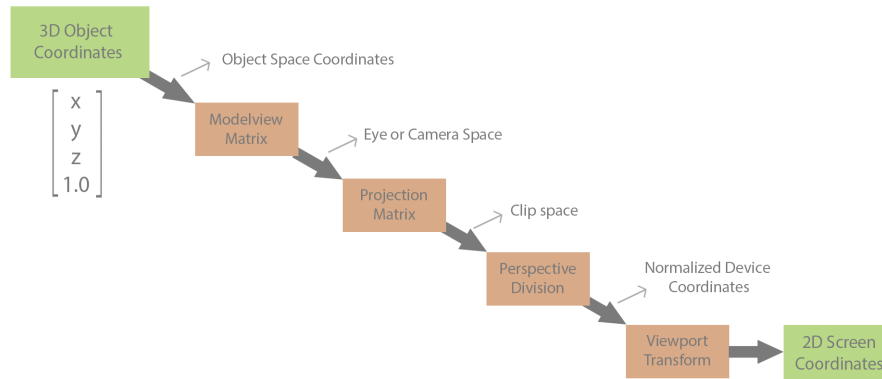 3D Object
Coordinates
Object Space Coordinates
x
y
z
1.0
Modelview
Matrix
Eye or Camera Space
Projection
Matrix
Clip space
Perspective
Division
Normalized Device
Coordinates
Viewport
Transform
2D Screen
Coordinates